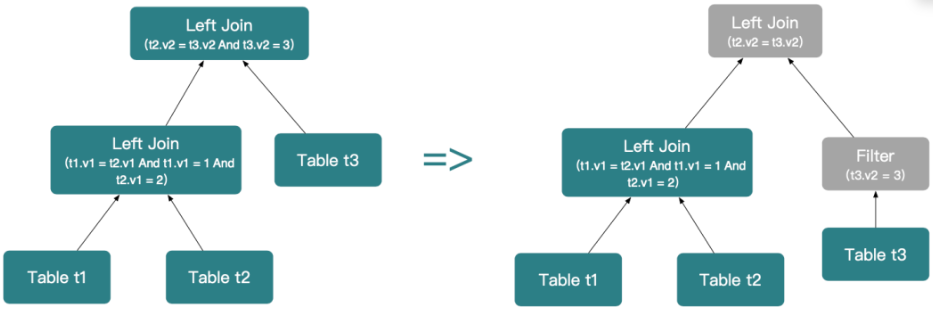 Left Join
(t2.v2 = t3.v2 And t3.v2 = 3)
Left Join
(t1.v1 = t2.v1 And t1.v1 = 1 And
t2.v1 = 2)
Table t3
Table t1
Table t2
=>
Left Join
(t2.v2 = t3.v2)
Left Join
(t1.v1 = t2.v1 And t1.v1 = 1 And
t2.v1 = 2)
Filter
(t3.v2 = 3)
Table t1
Table t2
Table t3